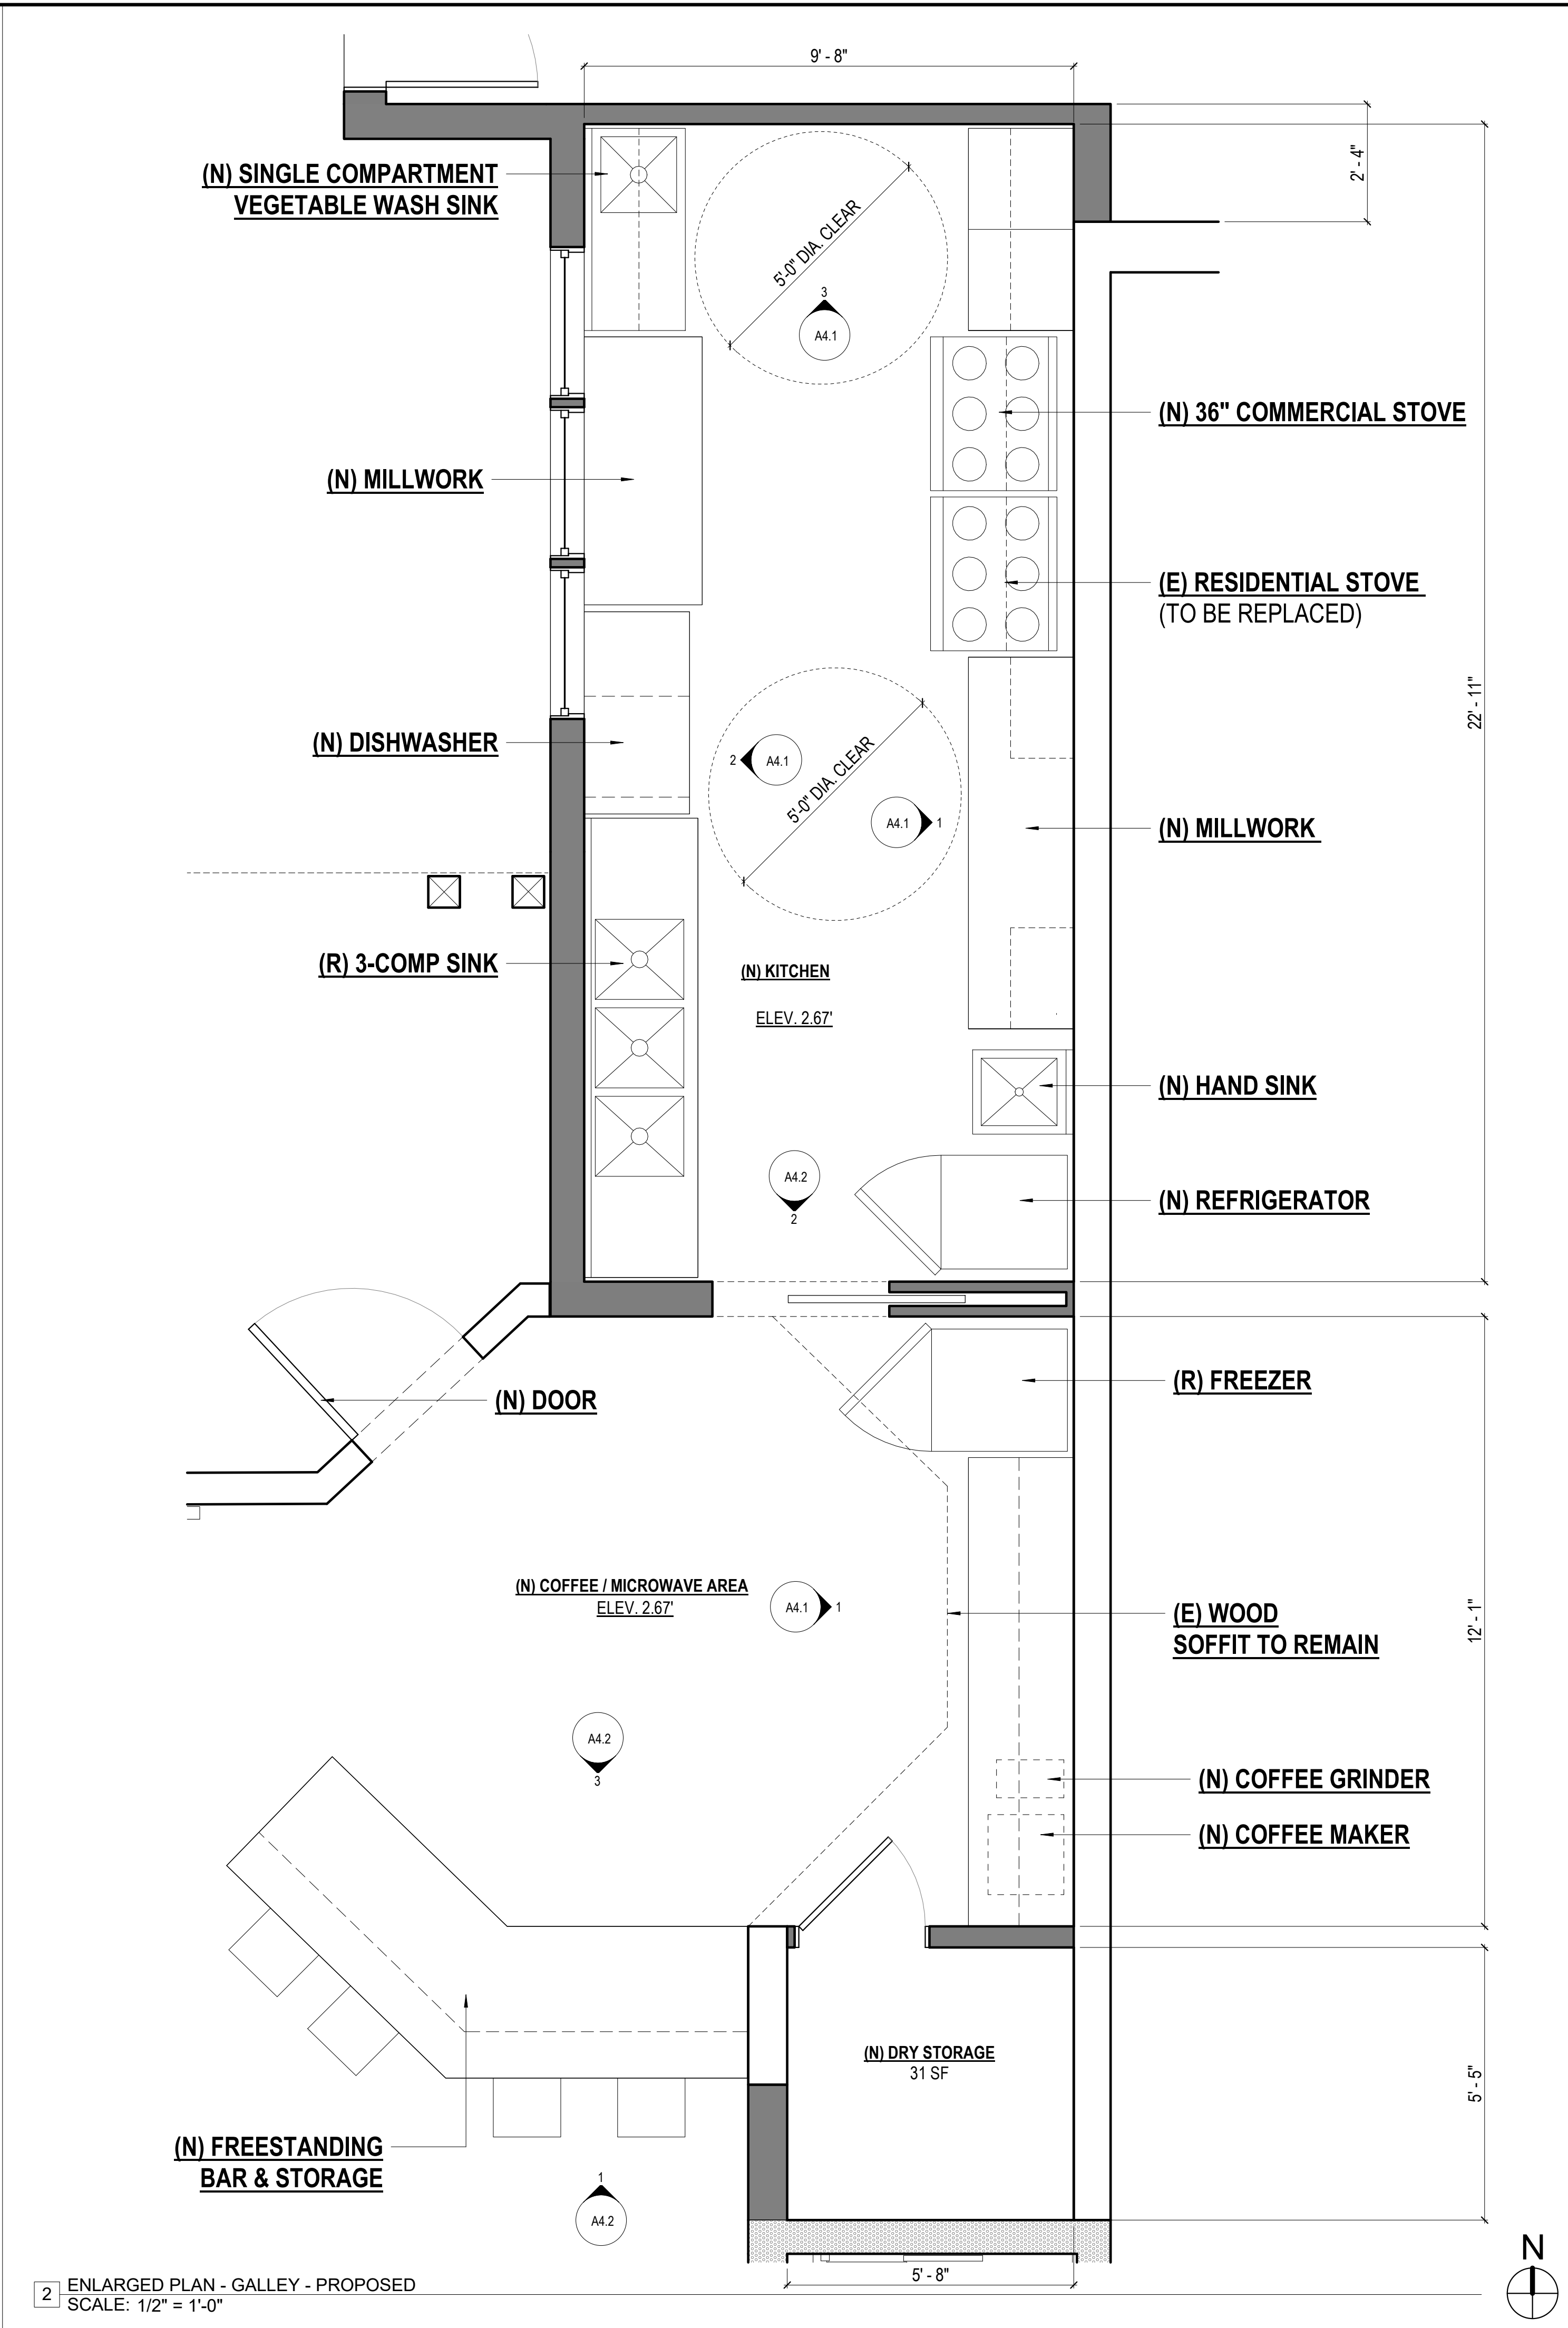 9' - 8"
2' - 4"
(N) SINGLE COMPARTMENT
VEGETABLE WASH SINK
5'-0" DIA. CLEAR
3
A4.1
(N) 36" COMMERCIAL STOVE
(N) MILLWORK
(E) RESIDENTIAL STOVE
(TO BE REPLACED)
22' - 11"
(N) DISHWASHER
2
A4.1
5'-0" DIA. CLEAR
A4.1
1
(N) MILLWORK
(R) 3-COMP SINK
(N) KITCHEN
ELEV. 2.67'
(N) HAND SINK
A4.2
2
(N) REFRIGERATOR
(R) FREEZER
(N) DOOR
(N) COFFEE / MICROWAVE AREA
ELEV. 2.67'
A4.1
1
(E) WOOD
SOFFIT TO REMAIN
12' - 1"
A4.2
3
(N) COFFEE GRINDER
(N) COFFEE MAKER
(N) DRY STORAGE
31 SF
5' - 5"
(N) FREESTANDING
BAR & STORAGE
1
A4.2
5' - 8"
N
2
ENLARGED PLAN - GALLEY - PROPOSED
SCALE: 1/2" = 1'-0"